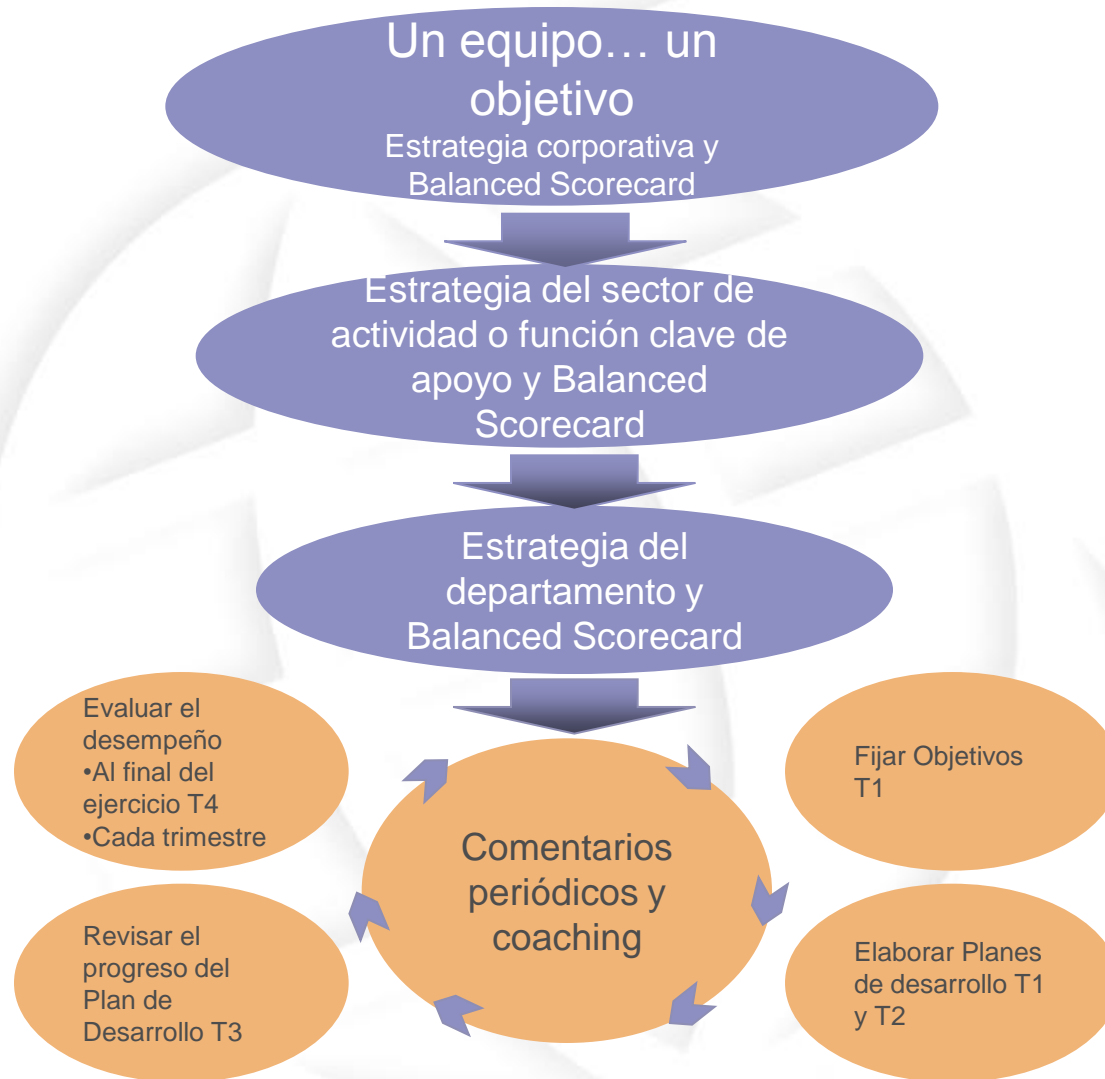 Un equipo… un
objetivo
Estrategia corporativa y
Balanced Scorecard
Estrategia del sector de
actividad o función clave de
apoyo y Balanced
Scorecard
Estrategia del
departamento y
Balanced Scorecard
Evaluar el
desempeño
•Al final del
ejercicio T4
•Cada trimestre
Fijar Objetivos
T1
Comentarios
periódicos y
coaching
Revisar el
progreso del
Plan de
Desarrollo T3
Elaborar Planes
de desarrollo T1
y T2